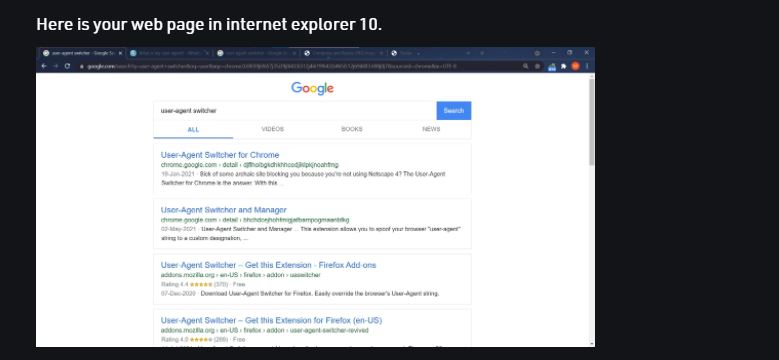 Here is your web page in internet explorer 10.
Google
user-agent switcher
Search
ALL VIDEOS BOOKS NEWS
User-Agent Switcher for Chrome
chrome.google.com › detail ›
19-Jan-2021 · Sick of some archaic site blocking you because you're not using Netscape 4? The User-Agent
Switcher for Chrome is the answer. With this ...
User-Agent Switcher and Manager
chrome.google.com › detail ›
02-May-2021 · User-Agent Switcher and Manager ... This extension allows you to spoof your browser "user-agent"
string to a custom designation, ...
User-Agent Switcher – Get this Extension - Firefox Add-ons
addons.mozilla.org › en-US › firefox › addon › uaswitcher
Rating 4.4 (370) · Free
07-Dec-2020 · Download User-Agent Switcher for Firefox. Easily override the browser's User-Agent string.
User-Agent Switcher – Get this Extension for Firefox (en-US)
addons.mozilla.org › en-US › firefox › addon › user-agent-switcher-revived
Rating 4.0 (289) · Free